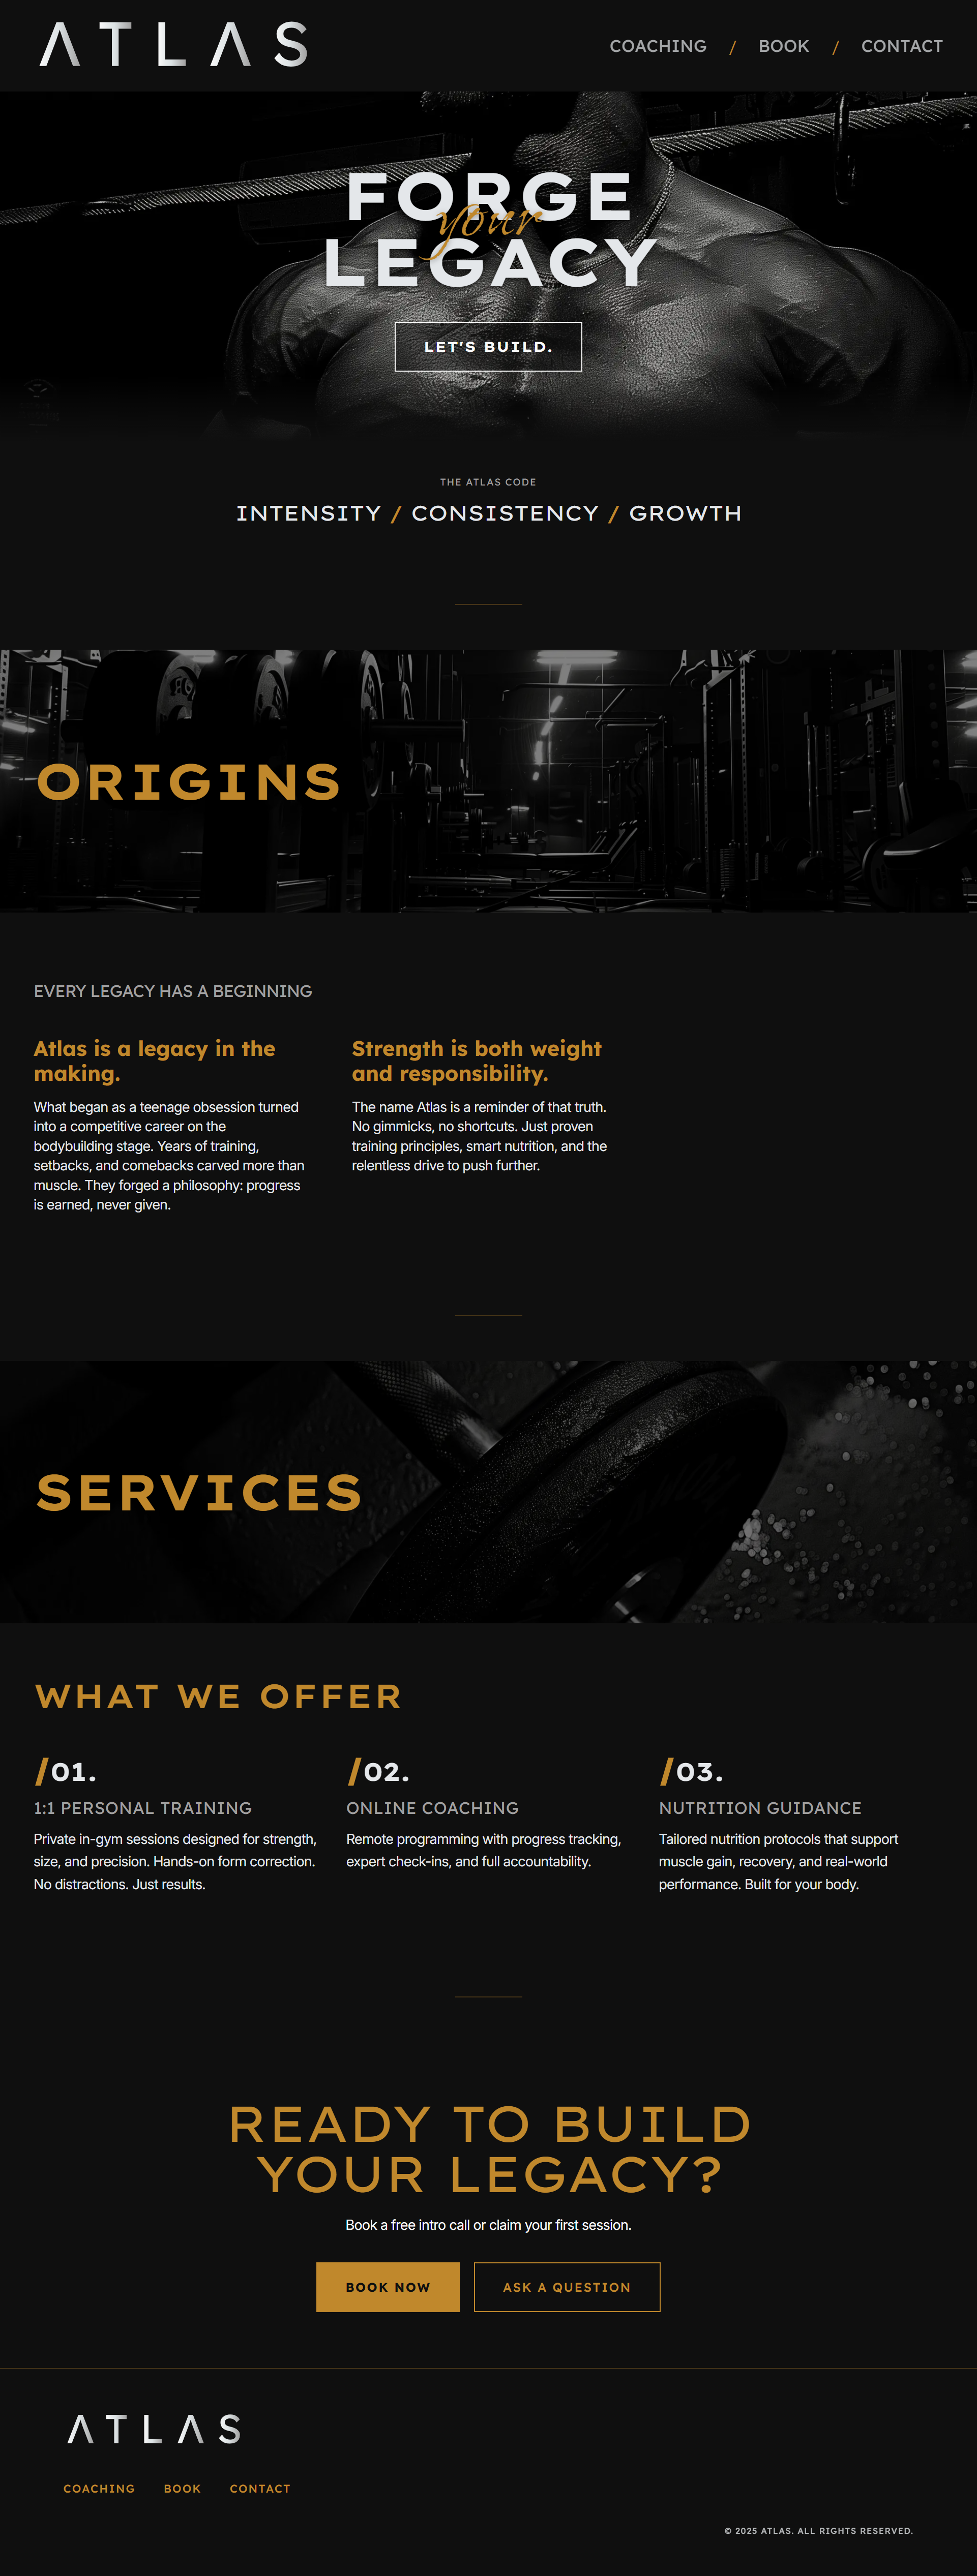 ATLAS
COACHING / BOOK / CONTACT
FORGE
your
LEGACY
LET'S BUILD.
THE ATLAS CODE
INTENSITY / CONSISTENCY / GROWTH
ORIGINS
EVERY LEGACY HAS A BEGINNING
Atlas is a legacy in the
making.
What began as a teenage obsession turned
into a competitive career on the
bodybuilding stage. Years of training,
setbacks, and comebacks carved more than
muscle. They forged a philosophy: progress
is earned, never given.
Strength is both weight
and responsibility.
The name Atlas is a reminder of that truth.
No gimmicks, no shortcuts. Just proven
training principles, smart nutrition, and the
relentless drive to push further.
SERVICES
WHAT WE OFFER
/01.
1:1 PERSONAL TRAINING
Private in-gym sessions designed for strength,
size, and precision. Hands-on form correction.
No distractions. Just results.
/02.
ONLINE COACHING
Remote programming with progress tracking,
expert check-ins, and full accountability.
/03.
NUTRITION GUIDANCE
Tailored nutrition protocols that support
muscle gain, recovery, and real-world
performance. Built for your body.
READY TO BUILD
YOUR LEGACY?
Book a free intro call or claim your first session.
BOOK NOW
ASK A QUESTION
ATLAS
COACHING BOOK CONTACT
© 2025 ATLAS. ALL RIGHTS RESERVED.